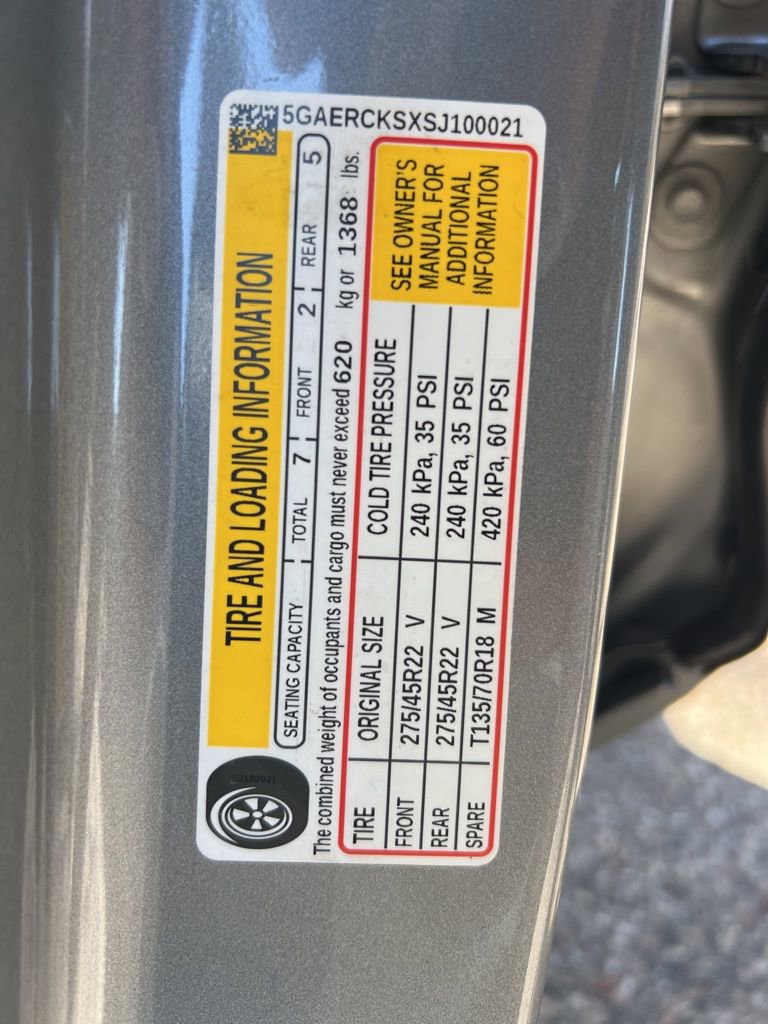 5GAERCKSXSJ100021
TIRE AND LOADING INFORMATION
SEATING CAPACITY TOTAL 7 FRONT 2 REAR 5
The combined weight of occupants and cargo must never exceed 620 kg or 1368 lbs.
TIRE ORIGINAL SIZE COLD TIRE PRESSURE
FRONT 275/45R22 V 240 kPa, 35 PSI
REAR 275/45R22 V 240 kPa, 35 PSI
SPARE T135/70R18 M 420 kPa, 60 PSI
SEE OWNER'S
MANUAL FOR
ADDITIONAL
INFORMATION
SJ100021